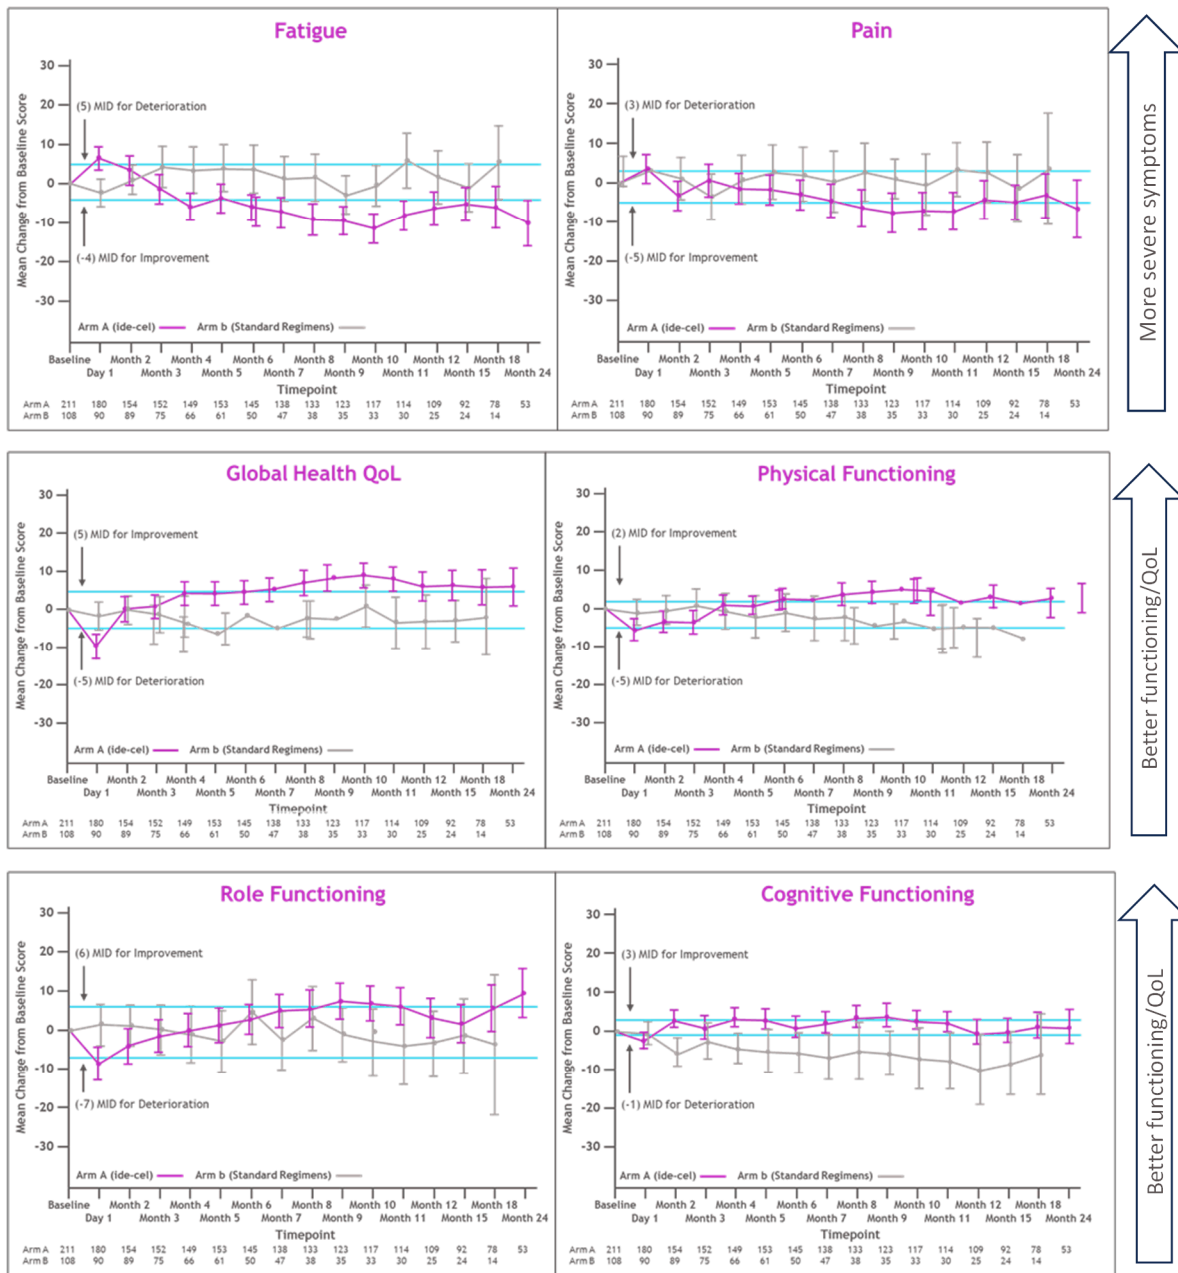 Fatigue
Mean Change from Baseline Score
30
20
10
0
-10
-20
-30
(5) MID for Deterioration
(-4) MID for Improvement
Arm A (ide-cel) Arm b (Standard Regimens)
Baseline Month 2 Month 4 Month 6 Month 8 Month 10 Month 12 Month 18
Day 1 Month 3 Month 5 Month 7 Month 9 Month 11 Month 15 Month 24
Timepoint
Arm A 211 180 154 152 149 153 145 138 133 123 117 114 109 92 78 53
Arm B 108 90 89 75 66 61 50 47 38 35 33 30 25 24 14
Pain
Mean Change from Baseline Score
30
20
10
0
-10
-20
-30
(3) MID for Deterioration
(-5) MID for Improvement
Arm A (ide-cel) Arm b (Standard Regimens)
Baseline Month 2 Month 4 Month 6 Month 8 Month 10 Month 12 Month 18
Day 1 Month 3 Month 5 Month 7 Month 9 Month 11 Month 15 Month 24
Timepoint
Arm A 211 180 154 152 149 153 145 138 133 123 117 114 109 92 78 53
Arm B 108 90 89 75 66 61 50 47 38 35 33 30 25 24 14
More severe symptoms
Global Health QoL
Mean Change from Baseline Score
30
20
10
0
-10
-20
-30
(5) MID for Improvement
(-5) MID for Deterioration
Arm A (ide-cel) Arm b (Standard Regimens)
Baseline Month 2 Month 4 Month 6 Month 8 Month 10 Month 12 Month 18
Day 1 Month 3 Month 5 Month 7 Month 9 Month 11 Month 15 Month 24
Timepoint
Arm A 211 180 154 152 149 153 145 138 133 123 117 114 109 92 78 53
Arm B 108 90 89 75 66 61 50 47 38 35 33 30 25 24 14
Physical Functioning
Mean Change from Baseline Score
30
20
10
0
-10
-20
-30
(2) MID for Improvement
(-5) MID for Deterioration
Arm A (ide-cel) Arm b (Standard Regimens)
Baseline Month 2 Month 4 Month 6 Month 8 Month 10 Month 12 Month 18
Day 1 Month 3 Month 5 Month 7 Month 9 Month 11 Month 15 Month 24
Timepoint
Arm A 211 180 154 152 149 153 145 138 133 123 117 114 109 92 78 53
Arm B 108 90 89 75 66 61 50 47 38 35 33 30 25 24 14
Better functioning/QoL
Role Functioning
Mean Change from Baseline Score
30
20
10
0
-10
-20
-30
(6) MID for Improvement
(-7) MID for Deterioration
Arm A (ide-cel) Arm b (Standard Regimens)
Baseline Month 2 Month 4 Month 6 Month 8 Month 10 Month 12 Month 18
Day 1 Month 3 Month 5 Month 7 Month 9 Month 11 Month 15 Month 24
Timepoint
Arm A 211 180 154 152 149 153 145 138 133 123 117 114 109 92 78 53
Arm B 108 90 89 75 66 61 50 47 38 35 33 30 25 24 14
Cognitive Functioning
Mean Change from Baseline Score
30
20
10
0
-10
-20
-30
(3) MID for Improvement
(-1) MID for Deterioration
Arm A (ide-cel) Arm b (Standard Regimens)
Baseline Month 2 Month 4 Month 6 Month 8 Month 10 Month 12 Month 18
Day 1 Month 3 Month 5 Month 7 Month 9 Month 11 Month 15 Month 24
Timepoint
Arm A 211 180 154 152 149 153 145 138 133 123 117 114 109 92 78 53
Arm B 108 90 89 75 66 61 50 47 38 35 33 30 25 24 14
Better functioning/QoL